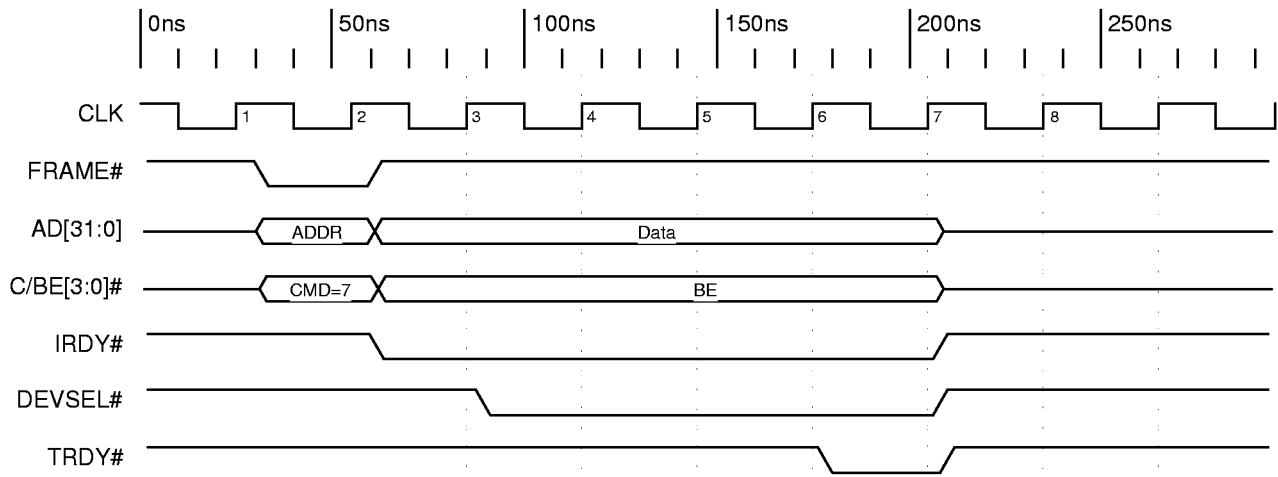 0ns 50ns 100ns 150ns 200ns 250ns
CLK 1 2 3 4 5 6 7 8
FRAME#
AD[31:0] ADDR Data
C/BE[3:0]# CMD=7 BE
IRDY#
DEVSEL#
TRDY#